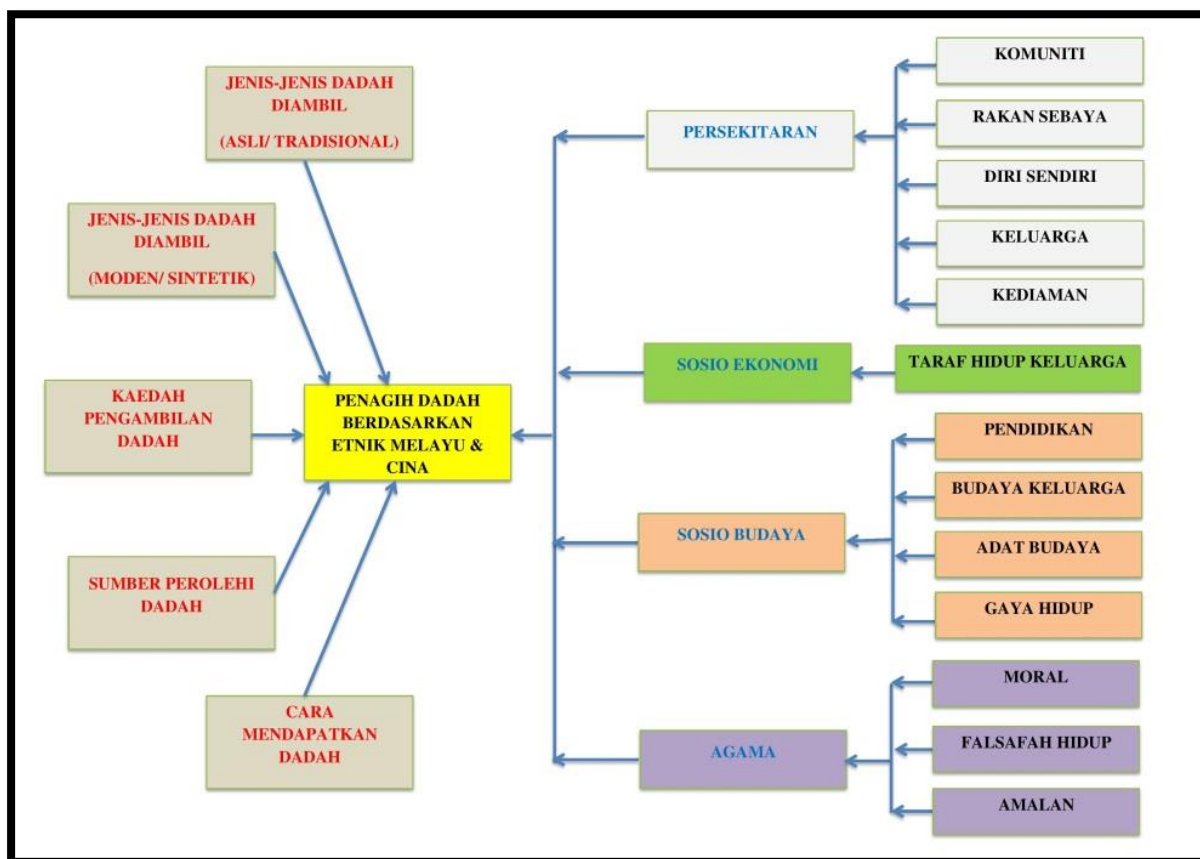 JENIS-JENIS DADAH
DIAMBIL
(ASLI/ TRADISIONAL)
JENIS-JENIS DADAH
DIAMBIL
(MODEN/ SINTETIK)
KAEDAH
PENGAMBILAN
DADAH
SUMBER PEROLEHI
DADAH
CARA
MENDAPATKAN
DADAH
PENAGIH DADAH
BERDASARKAN
ETNIK MELAYU &
CINA
PERSEKITARAN
KOMUNITI
RAKAN SEBAYA
DIRI SENDIRI
KELUARGA
KEDIAMAN
SOSIO EKONOMI
TARAF HIDUP KELUARGA
SOSIO BUDAYA
PENDIDIKAN
BUDAYA KELUARGA
ADAT BUDAYA
GAYA HIDUP
AGAMA
MORAL
FALSAFAH HIDUP
AMALAN